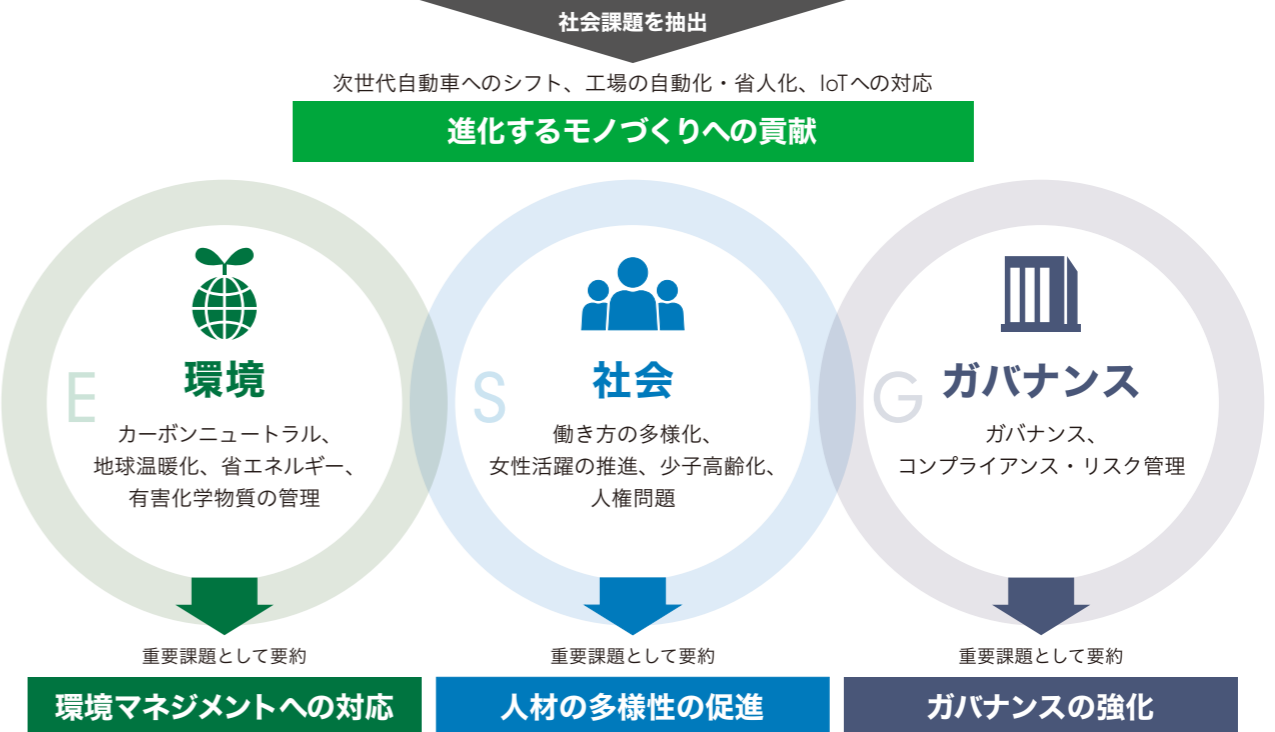 社会課題を抽出
次世代自動車へのシフト、工場の自動化・省人化、IoTへの対応
進化するモノづくりへの貢献
E
環境
カーボンニュートラル、
地球温暖化、省エネルギー、
有害化学物質の管理
重要課題として要約
環境マネジメントへの対応
S
社会
働き方の多様化、
女性活躍の推進、少子高齢化、
人権問題
重要課題として要約
人材の多様性の促進
G
ガバナンス
ガバナンス、
コンプライアンス・リスク管理
重要課題として要約
ガバナンスの強化